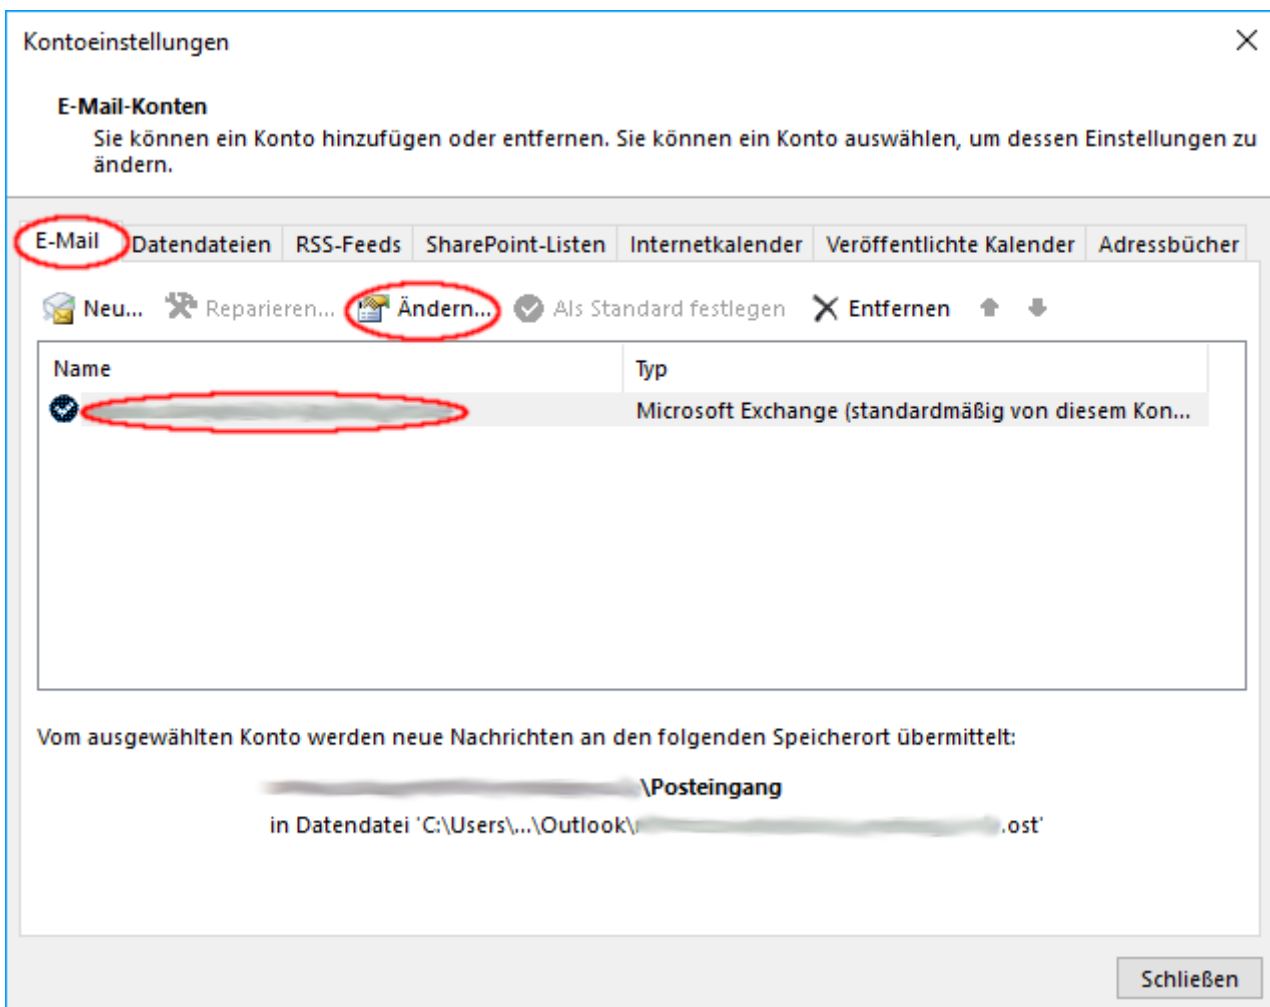 Kontoeinstellungen
E-Mail-Konten
Sie können ein Konto hinzufügen oder entfernen. Sie können ein Konto auswählen, um dessen Einstellungen zu
ändern.
E-Mail Datendateien RSS-Feeds SharePoint-Listen Internetkalender Veröffentlichte Kalender Adressbücher
Neu... Reparieren... Ändern... Als Standard festlegen Entfernen
Name Typ
Microsoft Exchange (standardmäßig von diesem Kon...
Vom ausgewählten Konto werden neue Nachrichten an den folgenden Speicherort übermittelt:
\Posteingang
in Datendatei 'C:\Users\...\Outlook\ .ost'
Schließen